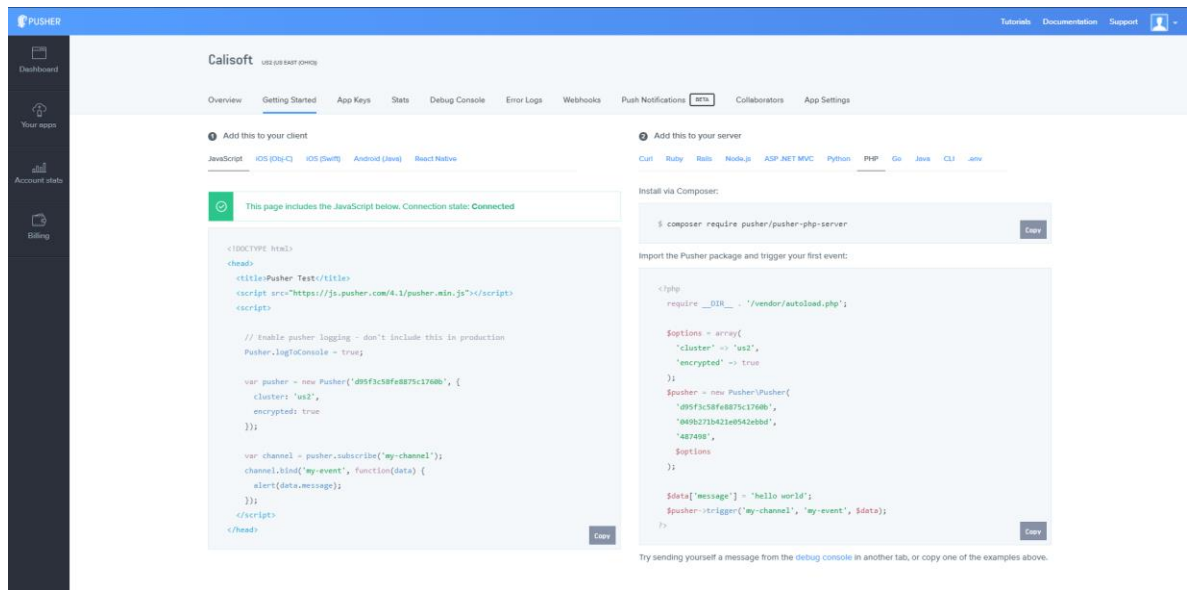 PUSHER
Tutorials Documentation Support
Dashboard
Your apps
Account stats
Billing
Calisoft US2 (US EAST (OHIO))
Overview Getting Started App Keys Stats Debug Console Error Logs Webhooks Push Notifications BETA Collaborators App Settings
1 Add this to your client
JavaScript iOS (Obj-C) iOS (Swift) Android (Java) React Native
This page includes the JavaScript below. Connection state: Connected
<!DOCTYPE html>
<head>
<title>Pusher Test</title>
<script src="https://js.pusher.com/4.1/pusher.min.js"></script>
<script>
// Enable pusher logging - don't include this in production
Pusher.logToConsole = true;
var pusher = new Pusher('d95f3c58fe8875c1760b', {
cluster: 'us2',
encrypted: true
});
var channel = pusher.subscribe('my-channel');
channel.bind('my-event', function(data) {
alert(data.message);
});
</script>
</head>
Copy
2 Add this to your server
Curl Ruby Rails Node.js ASP .NET MVC Python PHP Go Java CLI .env
Install via Composer:
$ composer require pusher/pusher-php-server
Copy
Import the Pusher package and trigger your first event:
<?php
require __DIR__ . '/vendor/autoload.php';
$options = array(
'cluster' => 'us2',
'encrypted' => true
);
$pusher = new Pusher\Pusher(
'd95f3c58fe8875c1760b',
'049b271b421e0542ebbd',
'487498',
$options
);
$data['message'] = 'hello world';
$pusher->trigger('my-channel', 'my-event', $data);
?>
Copy
Try sending yourself a message from the debug console in another tab, or copy one of the examples above.